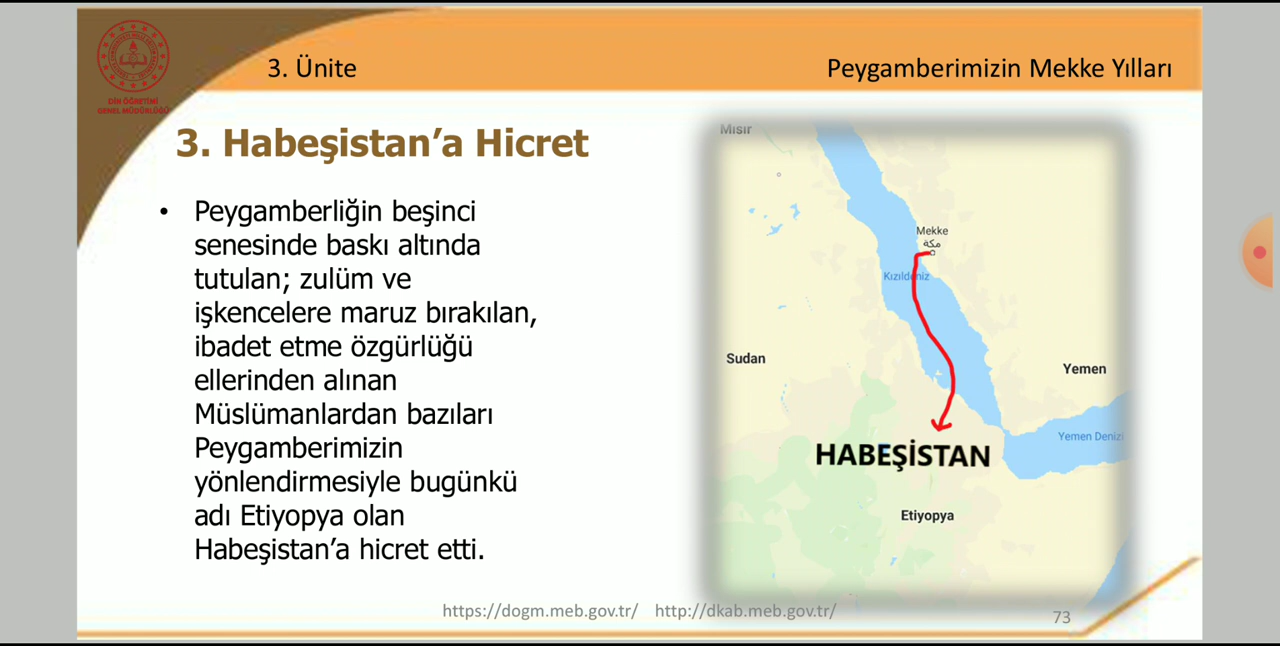 DİN ÖĞRETİMİ
GENEL MÜDÜRLÜĞÜ
3. Ünite
Peygamberimizin Mekke Yılları
3. Habeşistan’a Hicret
• Peygamberliğin beşinci
senesinde baskı altında
tutulan; zulüm ve
işkencelere maruz bırakılan,
ibadet etme özgürlüğü
ellerinden alınan
Müslümanlardan bazıları
Peygamberimizin
yönlendirmesiyle bugünkü
adı Etiyopya olan
Habeşistan’a hicret etti.
Mısır
Mekke
مكة
Kızıldeniz
Sudan
Yemen
Yemen Denizi
HABEŞİSTAN
Etiyopya
https://dogm.meb.gov.tr/ http://dkab.meb.gov.tr/
73